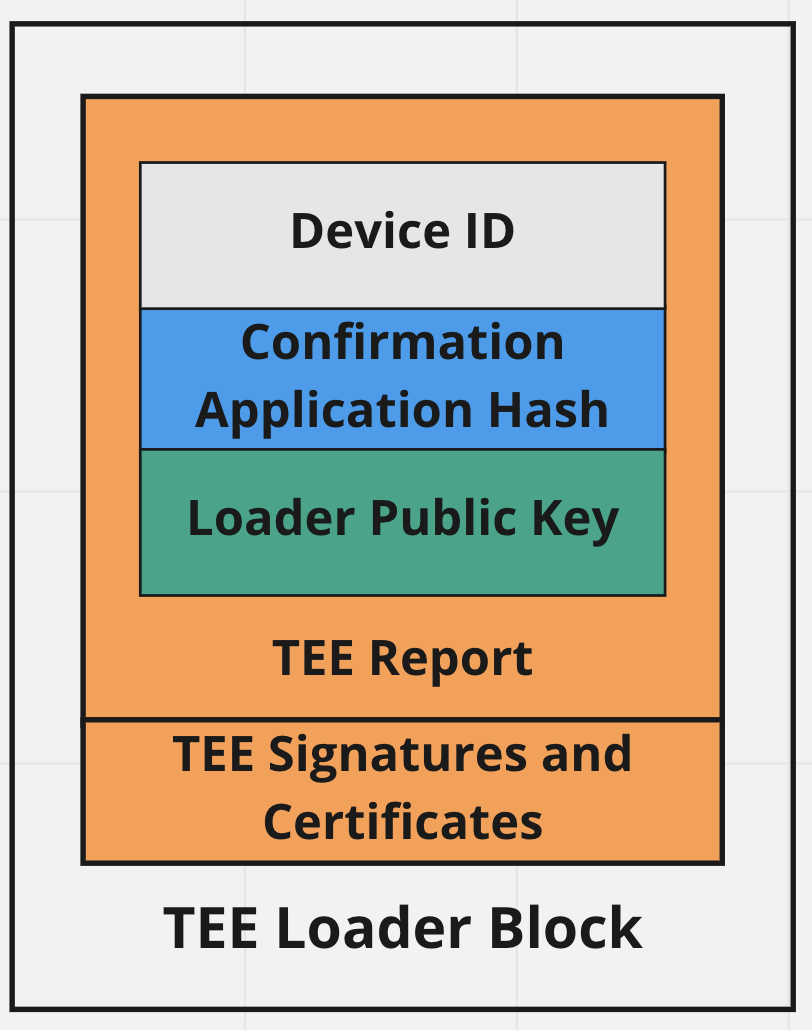 Device ID
Confirmation
Application Hash
Loader Public Key
TEE Report
TEE Signatures and
Certificates
TEE Loader Block